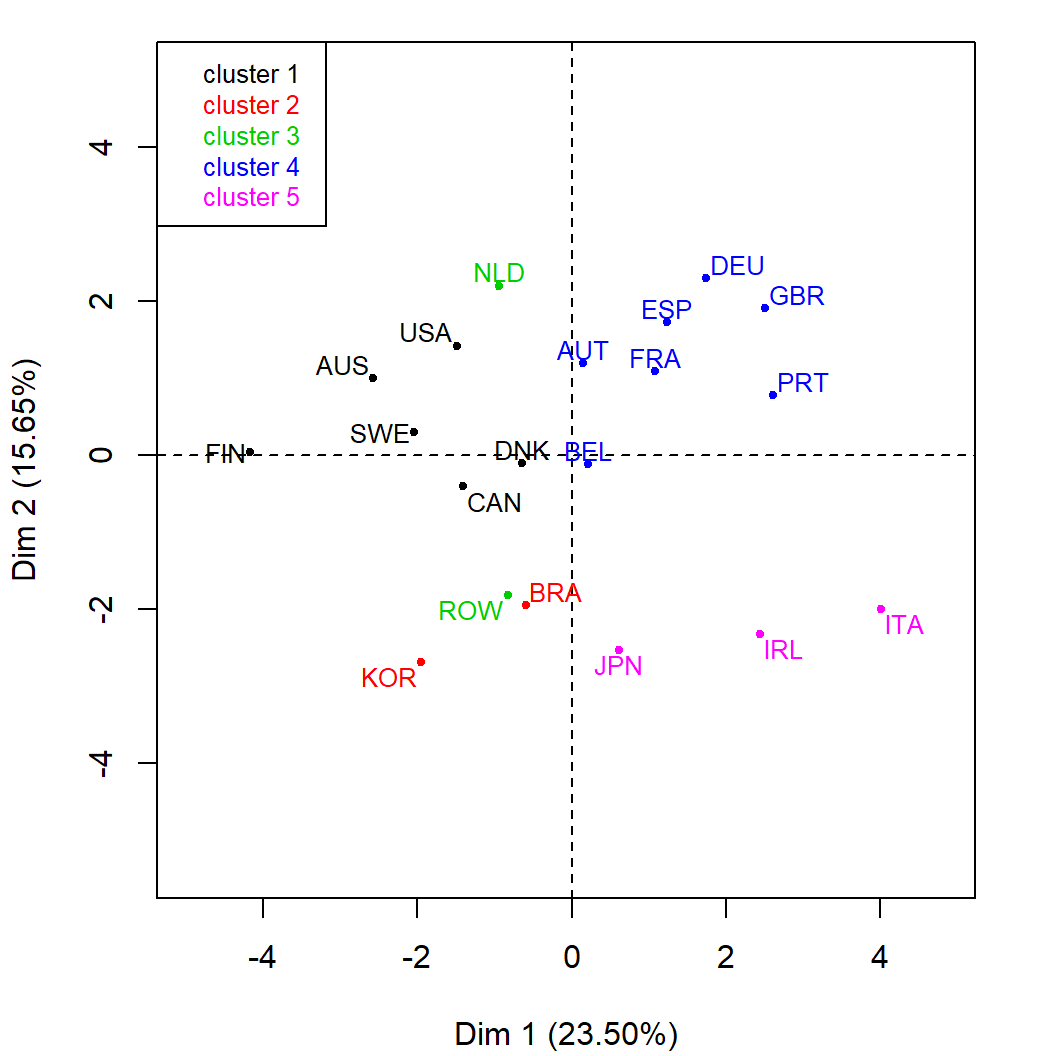 cluster 1
cluster 2
cluster 3
cluster 4
cluster 5
4
2
0
-2
-4
Dim 2 (15.65%)
NLD
DEU
GBR
ESP
USA
AUT
FRA
AUS
PRT
SWE
FIN
DNK
BEL
CAN
BRA
ROW
ITA
IRL
JPN
KOR
-4 -2 0 2 4
Dim 1 (23.50%)